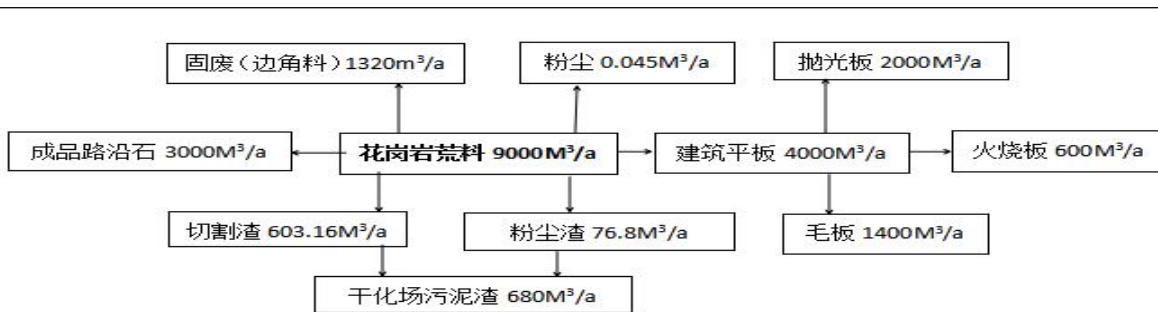 固废（边角料）1320m³/a
粉尘 0.045M³/a
抛光板 2000M³/a
成品路沿石 3000M³/a
花岗岩荒料 9000M³/a
建筑平板 4000M³/a
火烧板 600M³/a
切割渣 603.16M³/a
粉尘渣 76.8M³/a
毛板 1400M³/a
干化场污泥渣 680M³/a